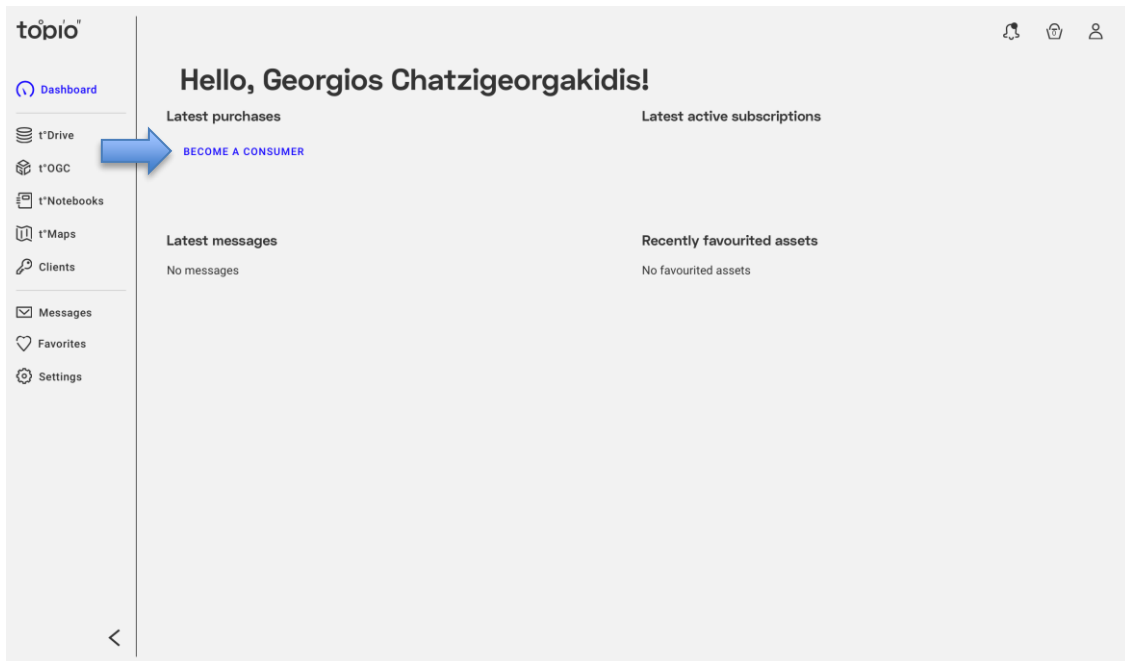 topio
Dashboard
t°Drive
t°OGC
t°Notebooks
t°Maps
Clients
Messages
Favorites
Settings
0
Hello, Georgios Chatzigeorgakidis!
Latest purchases
BECOME A CONSUMER
Latest active subscriptions
Latest messages
No messages
Recently favourited assets
No favourited assets